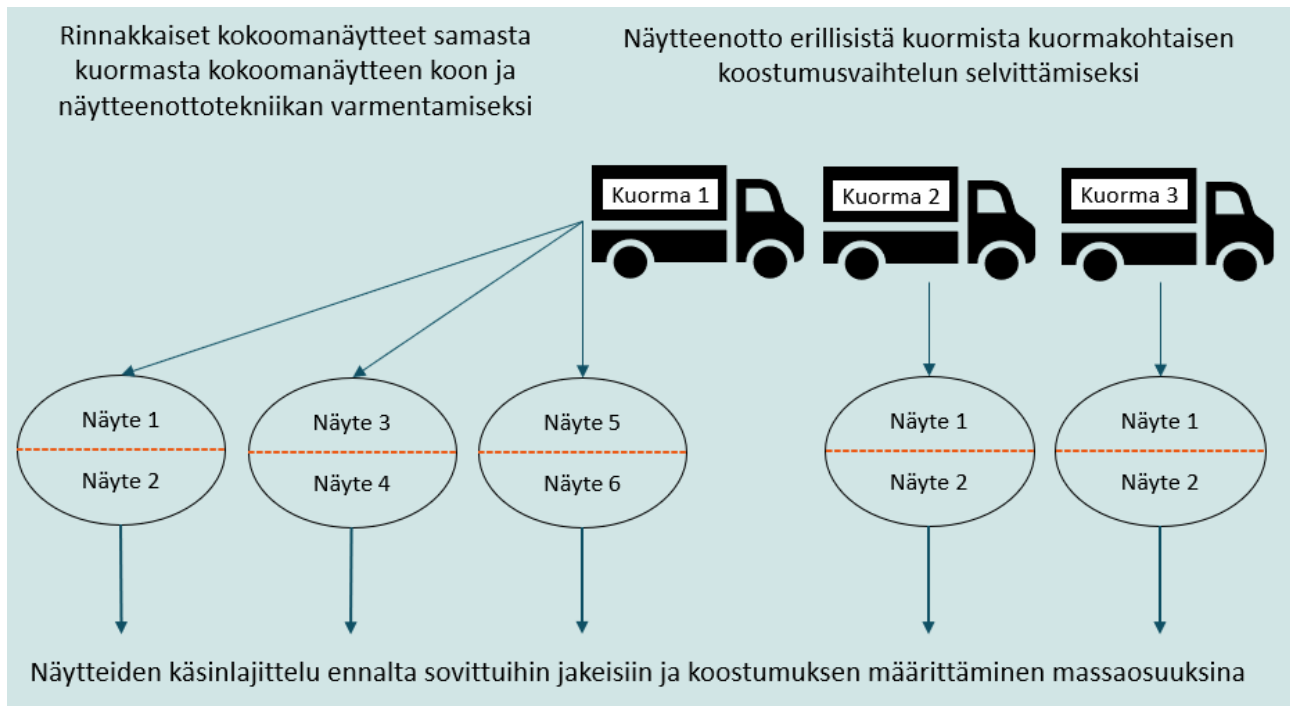 Rinnakkaiset kokoomanäytteet samasta
kuormasta kokoomanäytteen koon ja
näytteenottotekniikan varmentamiseksi
Näytteenotto erillisistä kuormista kuormakohtaisen
koostumusvaihtelun selvittämiseksi
Kuorma 1
Kuorma 2
Kuorma 3
Näyte 1
Näyte 2
Näyte 3
Näyte 4
Näyte 5
Näyte 6
Näyte 1
Näyte 2
Näyte 1
Näyte 2
Näytteiden käsinlajittelu ennalta sovittuihin jakeisiin ja koostumuksen määrittäminen massaosuuksina